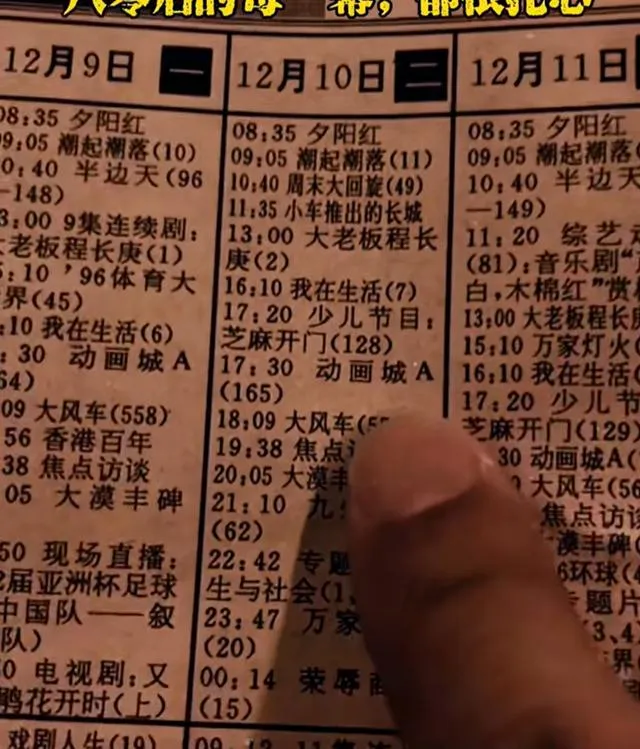 12月9日 一
08:35 夕阳红
09:05 潮起潮落(10)
0:40 半边天(96
—148)
3:00 9集连续剧:
老板程长庚(1)
:10 '96体育大
界(45)
:10 我在生活(6)
:30 动画城A
64)
09 大风车(558)
56 香港百年
38 焦点访谈
05 大漠丰碑
50 现场直播:
届亚洲杯足球
中国队——叙
队)
0 电视剧:又
鸭花开时(上)
戏剧人生(19)
12月10日 二
08:35 夕阳红
09:05 潮起潮落(11)
10:40 周末大回旋(49)
11:35 小车推出的长城
13:00 大老板程长
庚(2)
16:10 我在生活(7)
17:20 少儿节目:
芝麻开门(128)
17:30 动画城A
(165)
18:09 大风车(55
19:38 焦点
20:05 大漠丰
21:10 九
(62)
22:42 专题
生与社会(1、
23:47 万家
(20)
00:14 荣辱
(15)
12月11日
08:35 夕阳红
09:05 潮起潮落
10:40 半边天
—149)
11:20 综艺
(81):音乐剧“
白,木棉红”赏
13:00 大老板程长
15:10 万家灯火(
16:10 我在生活(
17:20 少儿
芝麻开门(129)
30 动画城A(
大风车(56
焦点访
漠丰碑(
环球(4
专题片
3、4)
世界